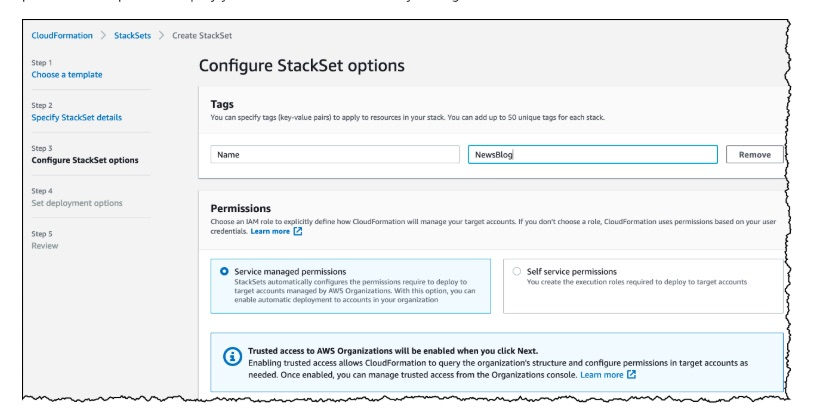 CloudFormation > StackSets > Create StackSet
Step 1
Choose a template
Step 2
Specify StackSet details
Step 3
Configure StackSet options
Step 4
Set deployment options
Step 5
Review
Configure StackSet options
Tags
You can specify tags (key-value pairs) to apply to resources in your stack. You can add up to 50 unique tags for each stack.
Name
NewsBlog
Remove
Permissions
Choose an IAM role to explicitly define how CloudFormation will manage your target accounts. If you don't choose a role, CloudFormation uses permissions based on your user
credentials. Learn more
Service managed permissions
StackSets automatically configures the permissions require to deploy to
target accounts managed by AWS Organizations. With this option, you can
enable automatic deployment to accounts in your organization
Self service permissions
You create the execution roles required to deploy to target accounts
Trusted access to AWS Organizations will be enabled when you click Next.
Enabling trusted access allows CloudFormation to query the organization's structure and configure permissions in target accounts as
needed. Once enabled, you can manage trusted access from the Organizations console. Learn more